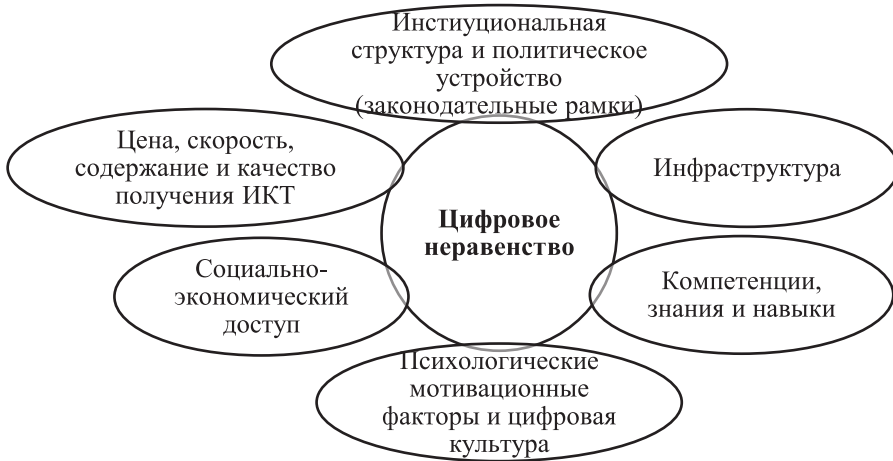 Инстиуциональная
структура и политическое
устройство
(законодательные рамки)
Цена, скорость,
содержание и качество
получения ИКТ
Инфраструктура
Цифровое
неравенство
Социально-
экономический
доступ
Компетенции,
знания и навыки
Психологические
мотивационные
факторы и цифровая
культура